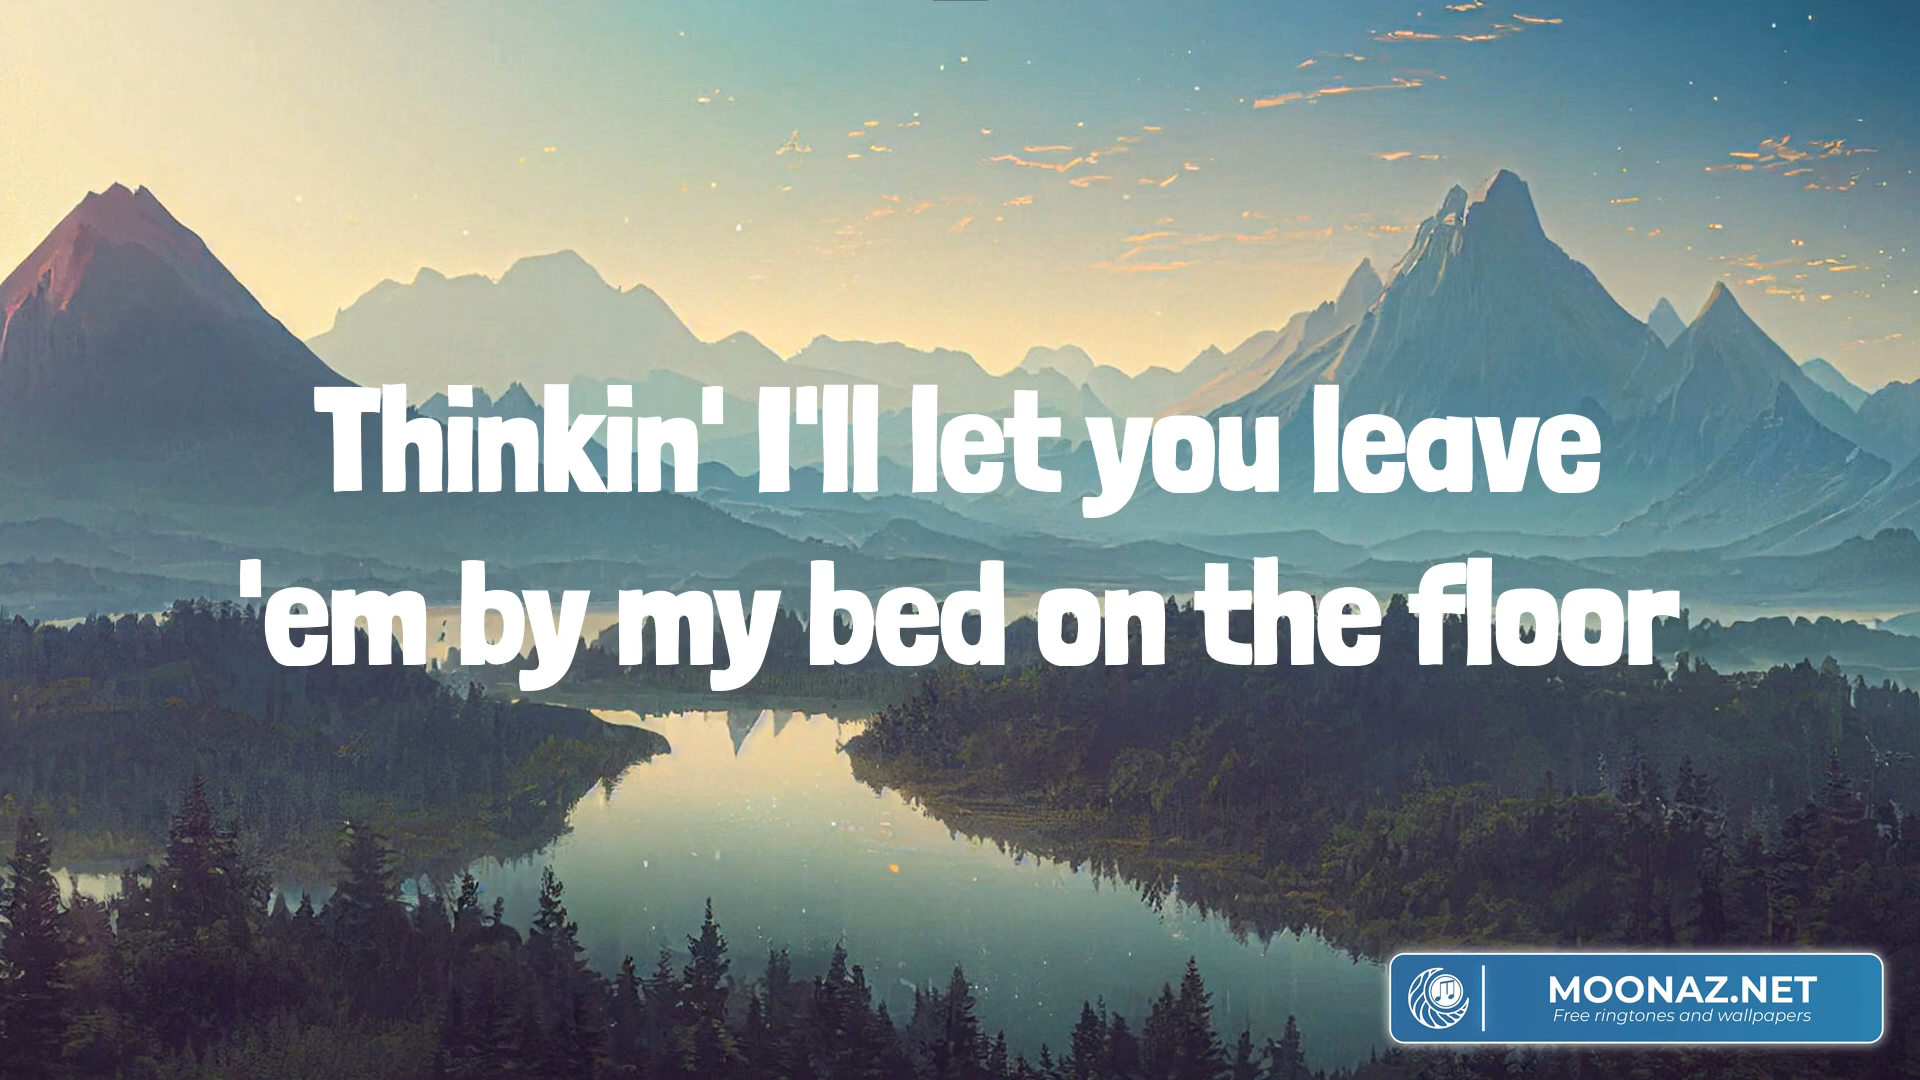 Thinkin' I'll let you leave
'em by my bed on the floor
MOONAZ.NET
Free ringtones and wallpapers